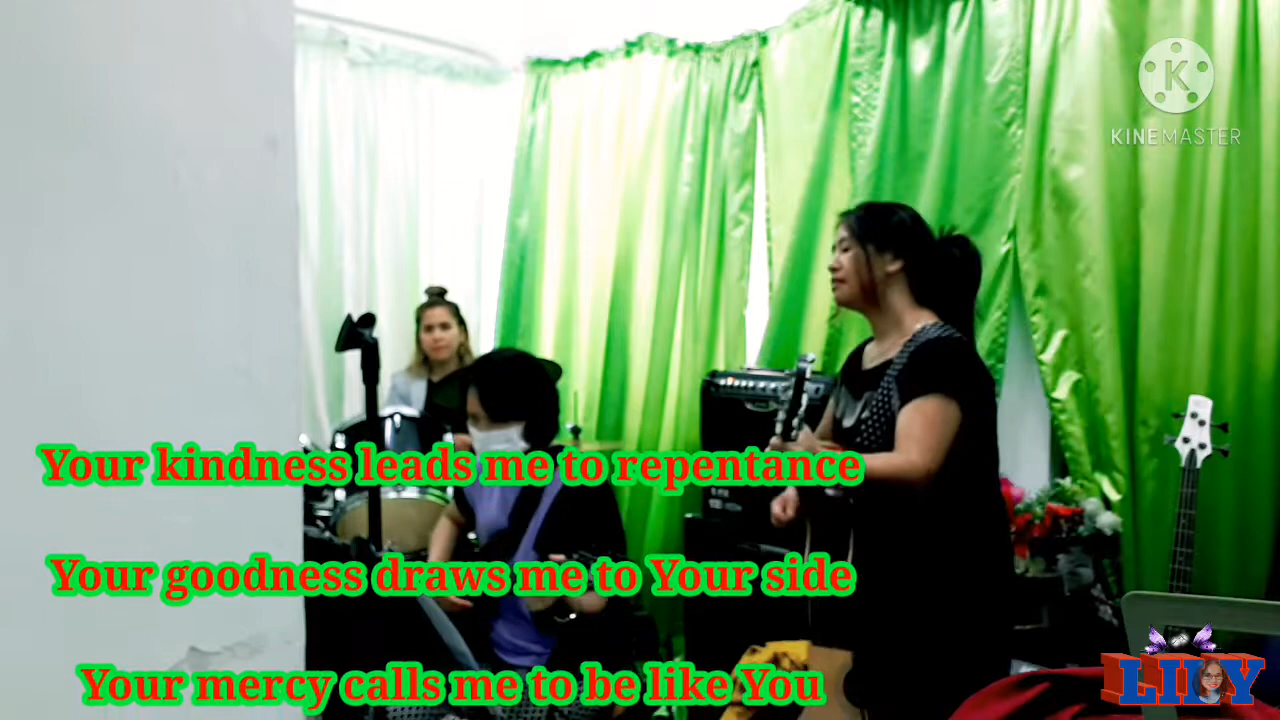 K
KINEMASTER
Your kindness leads me to repentance
Your goodness draws me to Your side
Your mercy calls me to be like You
LILY